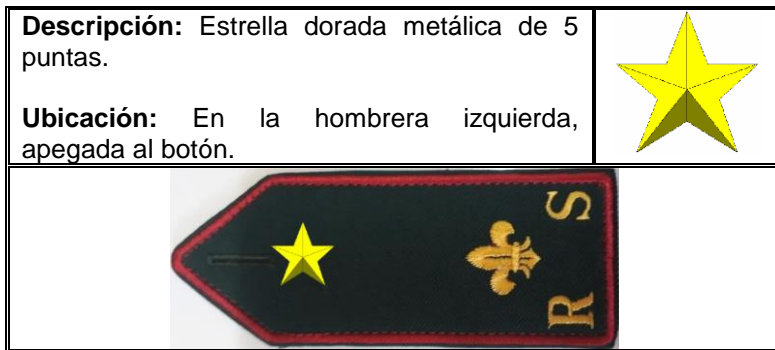 Descripción: Estrella dorada metálica de 5
puntas.
Ubicación: En la hombrera izquierda,
apegada al botón.
R S